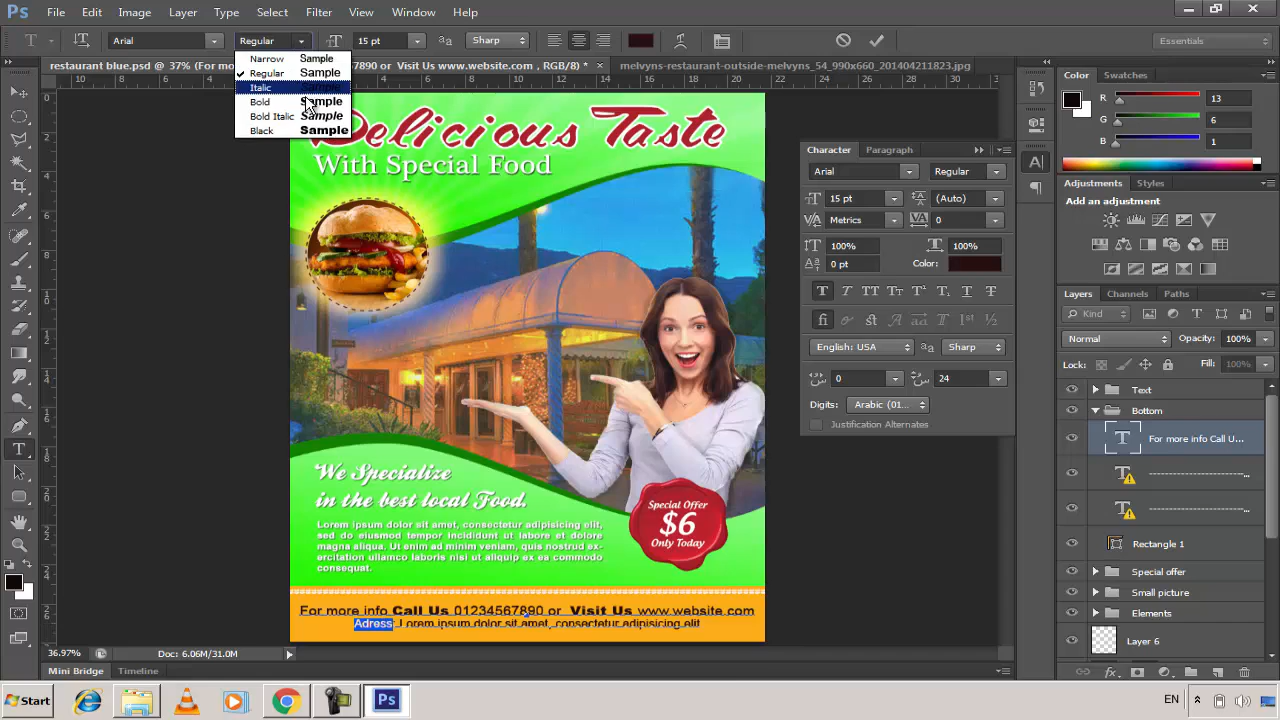 Ps File Edit Image Layer Type Select Filter 3D View Window Help
T Arial Regular 15 pt Sharp Essentials
Narrow Sample
Regular Sample
Italic Sample
Bold Sample
Bold Italic Sample
Black Sample
restaurant blue.psd @ 37% (For mo
or Visit Us www.website.com , RGB/8) *
melvyns-restaurant-outside-melvyns_54_990x660_201404211823.jpg
Delicious Taste
With Special Food
We Specialize
in the best local Food.
Lorem ipsum dolor sit amet, consectetur adipisicing elit,
sed do eiusmod tempor incididunt ut labore et dolore
magna aliqua. Ut enim ad minim veniam, quis nostrud ex-
ercitation ullamco laboris nisi ut aliquip ex ea commodo
consequat.
Special Offer
$6
Only Today
For more info Call Us 01234567890 or Visit Us www.website.com
Adress: Lorem ipsum dolor sit amet, consectetur adipisicing elit
Character Paragraph
Arial Regular
15 pt (Auto)
Metrics 0
100% 100%
0 pt Color:
English: USA Sharp
0 24
Digits: Arabic (01...
Justification Alternates
Color Swatches
R 13
G 6
B 1
Adjustments Styles
Add an adjustment
Layers Channels Paths
Kind
Normal Opacity: 100%
Lock: Fill: 100%
Text
Bottom
For more info Call U...
Rectangle 1
Special offer
Small picture
Elements
Layer 6
36.97% Doc: 6.06M/31.0M
Mini Bridge Timeline
Start Ps EN 6:07 PM